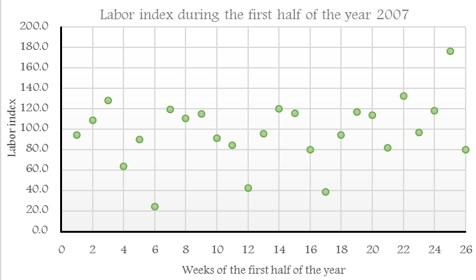 Labor index during the first half of the year 2007
200.0
180.0
160.0
140.0
120.0
100.0
80.0
60.0
40.0
20.0
0.0
Labor index
0 2 4 6 8 10 12 14 16 18 20 22 24 26
Weeks of the first half of the year